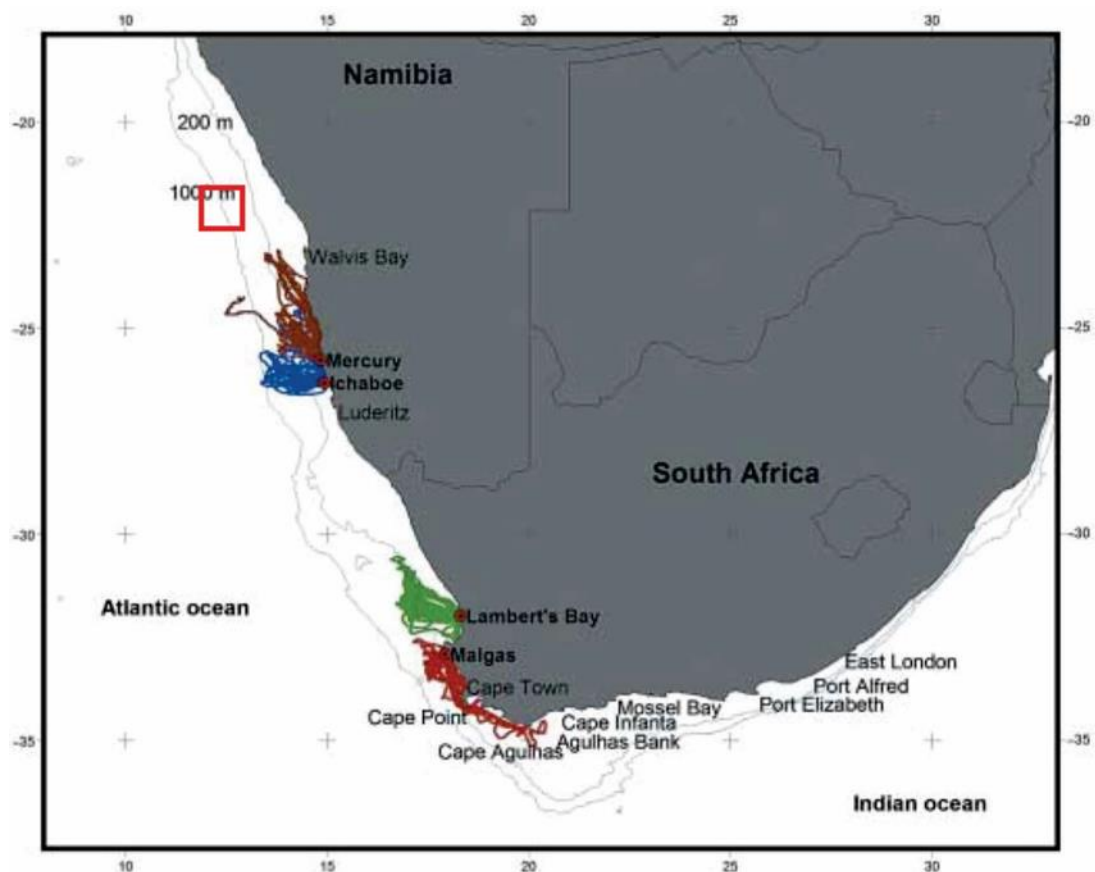 10 15 20 25 30
Namibia
-20 200 m -20
1000 m
Walvis Bay
-25 -25
Mercury
Ichaboe
Luderitz
South Africa
-30 -30
Atlantic ocean
Lambert's Bay
Malgas
East London
Cape Town
Port Alfred
Cape Point
Mossel Bay
Port Elizabeth
Cape Infanta
-35 Agulhas Bank -35
Cape Agulhas
Indian ocean
10 15 20 25 30